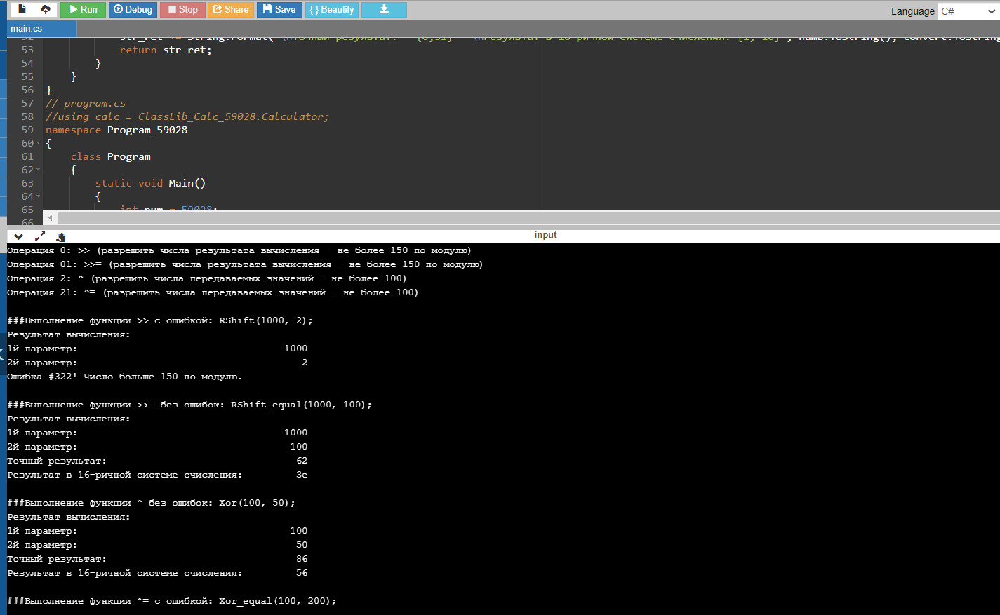 Run Debug Stop Share Save { } Beautify Language C#
main.cs
53 return str_ret;
54 }
55 }
56 }
57 // program.cs
58 //using calc = ClassLib_Calc_59028.Calculator;
59 namespace Program_59028
60 {
61 class Program
62 {
63 static void Main()
64 {
65 int num = 59028;
66
input
Операция 0: >> (разрешить числа результата вычисления - не более 150 по модулю)
Операция 01: >>= (разрешить числа результата вычисления - не более 150 по модулю)
Операция 2: ^ (разрешить числа передаваемых значений - не более 100)
Операция 21: ^= (разрешить числа передаваемых значений - не более 100)
###Выполнение функции >> с ошибкой: RShift(1000, 2);
Результат вычисления:
1й параметр: 1000
2й параметр: 2
Ошибка #322! Число больше 150 по модулю.
###Выполнение функции >>= без ошибок: RShift_equal(1000, 100);
Результат вычисления:
1й параметр: 1000
2й параметр: 100
Точный результат: 62
Результат в 16-ричной системе счисления: 3e
###Выполнение функции ^ без ошибок: Xor(100, 50);
Результат вычисления:
1й параметр: 100
2й параметр: 50
Точный результат: 86
Результат в 16-ричной системе счисления: 56
###Выполнение функции ^= с ошибкой: Xor_equal(100, 200);